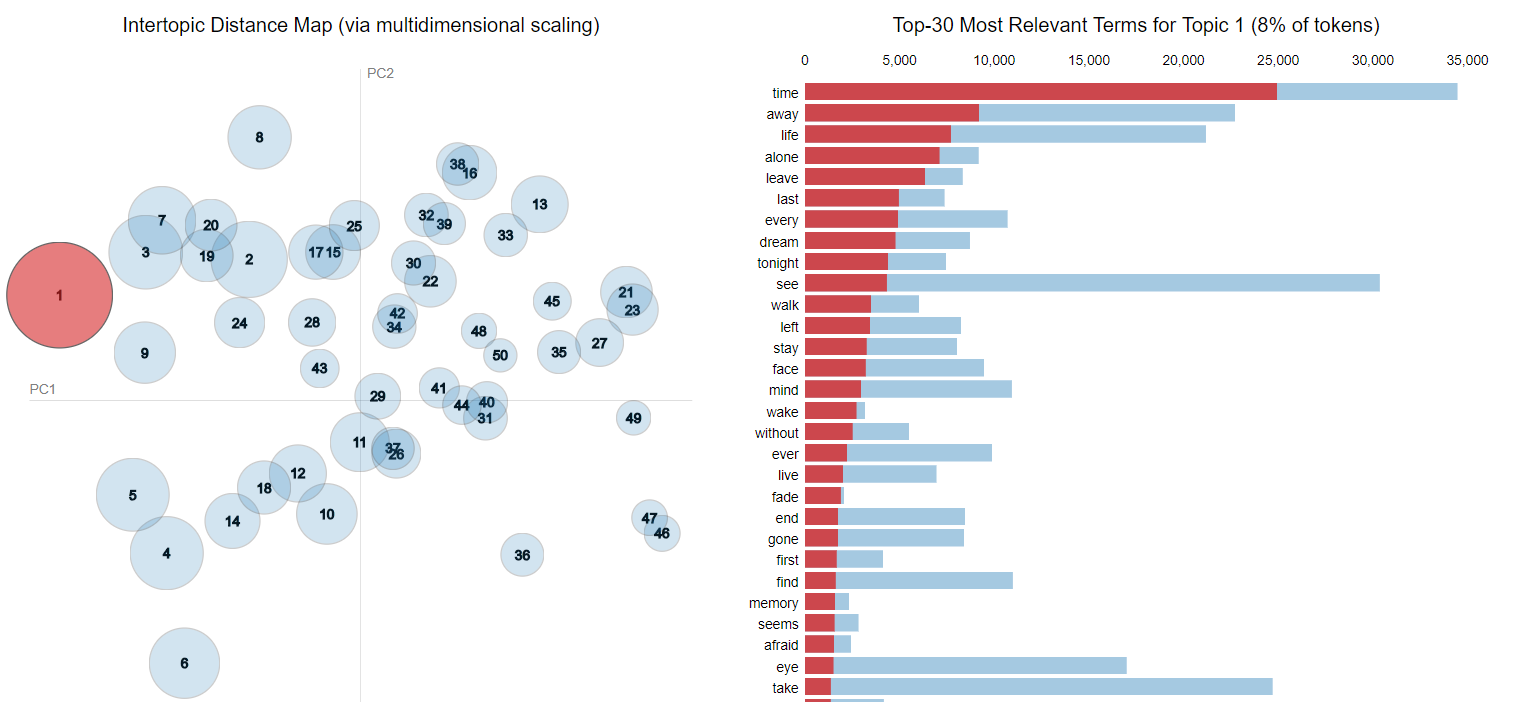 Intertopic Distance Map (via multidimensional scaling)
PC2
PC1
8
38
16
7
20
25
32
39
13
33
3
19
2
17
15
30
22
1
21
23
45
24
28
42
34
48
27
9
50
35
43
41
29
44
40
31
49
11
37
26
12
5
18
14
10
47
46
4
36
6
Top-30 Most Relevant Terms for Topic 1 (8% of tokens)
0 5,000 10,000 15,000 20,000 25,000 30,000 35,000
time
away
life
alone
leave
last
every
dream
tonight
see
walk
left
stay
face
mind
wake
without
ever
live
fade
end
gone
first
find
memory
seems
afraid
eye
take